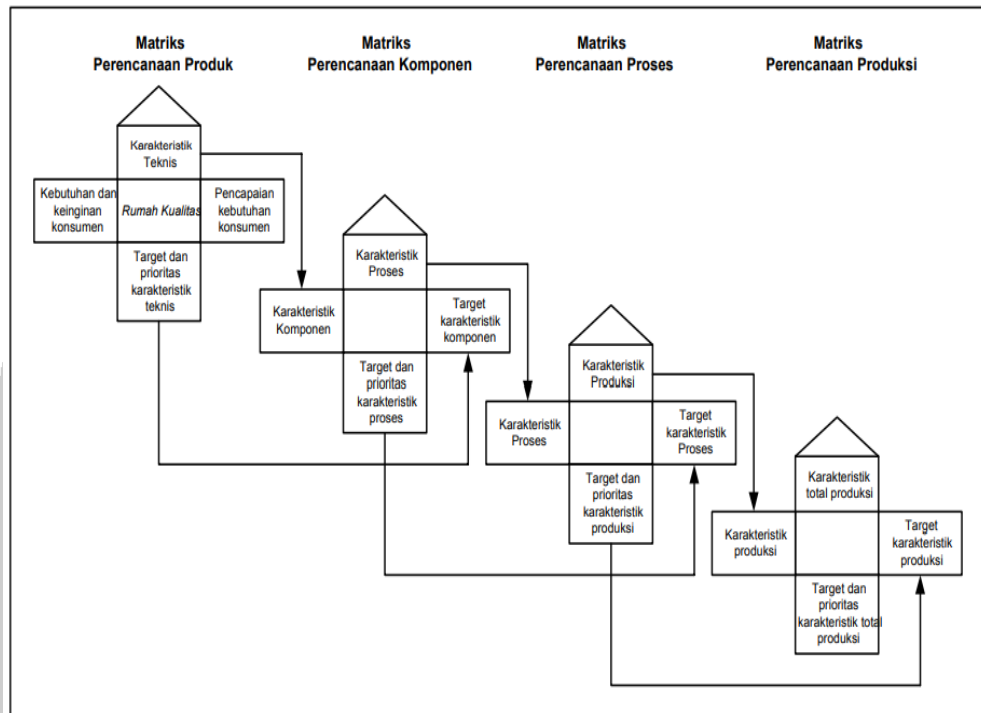 Matriks
Perencanaan Produk
Matriks
Perencanaan Komponen
Matriks
Perencanaan Proses
Matriks
Perencanaan Produksi
Karakteristik
Teknis
Kebutuhan dan
keinginan
konsumen
Rumah Kualitas
Pencapaian
kebutuhan
konsumen
Target dan
prioritas
karakteristik
teknis
Karakteristik
Proses
Karakteristik
Komponen
Target
karakteristik
komponen
Target dan
prioritas
karakteristik
proses
Karakteristik
Produksi
Karakteristik
Proses
Target
karakteristik
Proses
Target dan
prioritas
karakteristik
produksi
Karakteristik
total produksi
Karakteristik
produksi
Target
karakteristik
produksi
Target dan
prioritas
karakteristik total
produksi